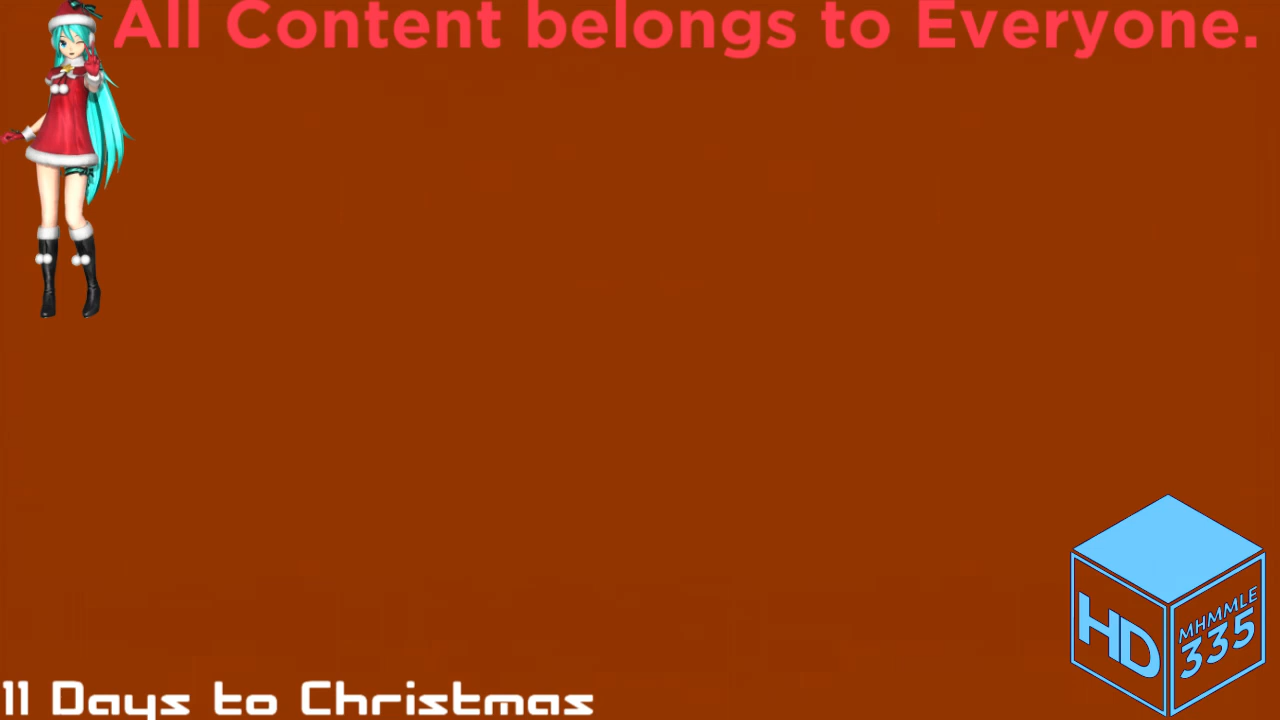 All Content belongs to Everyone.
HD
MHMMLE
335
11 Days to Christmas